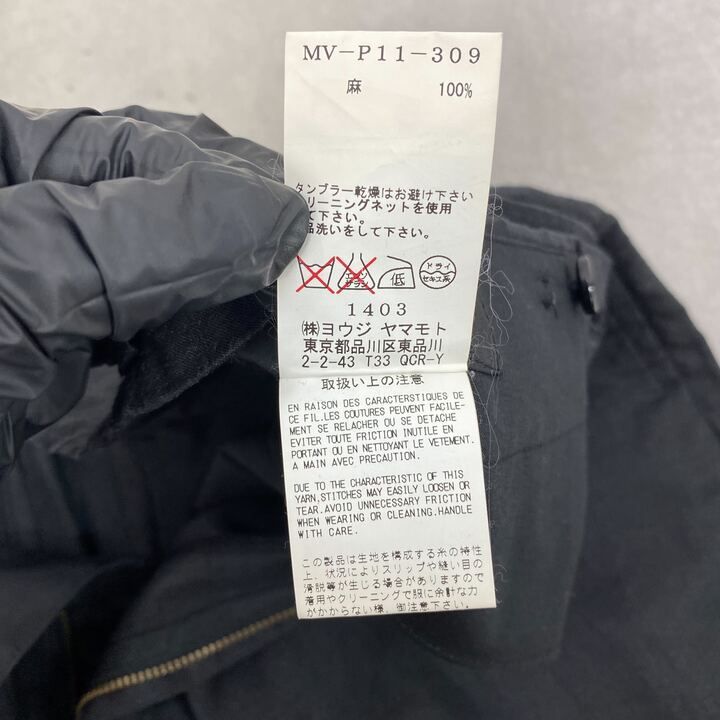 MV-P11-309
麻 100%
タンブラー乾燥はお避け下さい
リーニングネットを使用
て下さい。
品洗いをして下さい。
低
ドライ
セキユ系
1403
㈱ヨウジ ヤマモト
東京都品川区東品川
2-2-43 T33 QCR-Y
取扱い上の注意
EN RAISON DES CARACTERSTIQUES DE
CE FIL.LES COUTURES PEUVENT FACILE-
MENT SE RELACHER OU SE DETACHER
EVITER TOUTE FRICTION INUTILE EN
PORTANT OU EN NETTOYANT LE VETEMENT.
A MAIN AVEC PRECAUTION.
DUE TO THE CHARACTERISTIC OF THIS
YARN,STITCHES MAY EASILY LOOSEN OR
TEAR.AVOID UNNECESSARY FRICTION
WHEN WEARING OR CLEANING.HANDLE
WITH CARE.
この製品は生地を構成する糸の特性
上、状況によりスリップや縫い目の
滑脱等が生じる場合がありますので
着用やクリーニングで服に余計な力
がかからない様、御注意下さい。